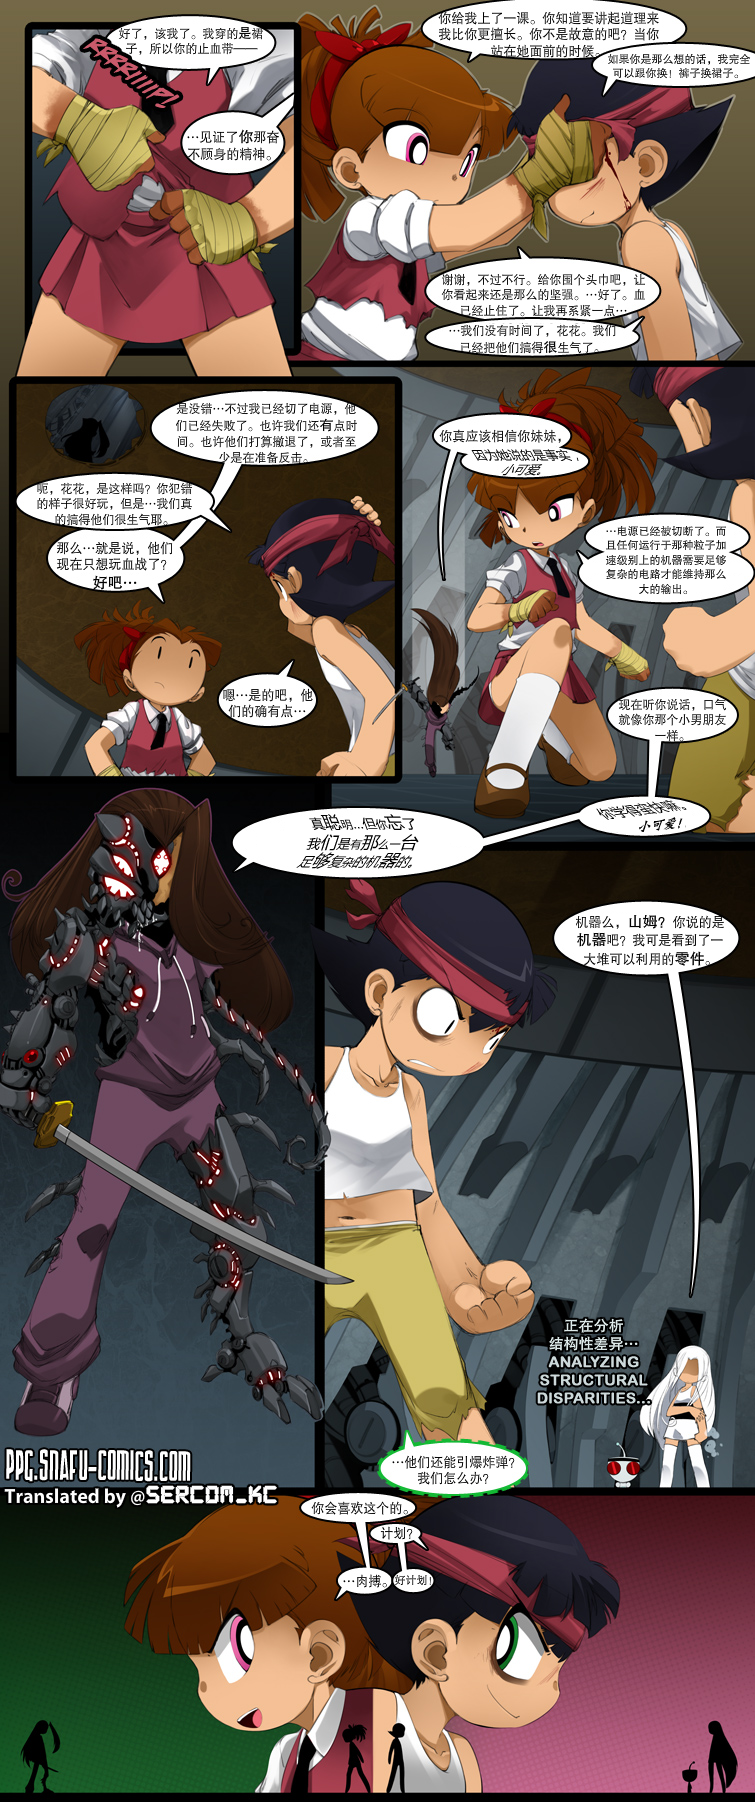 好了，该我了。我穿的是裙
子，所以你的止血带——
RRRRIIIIP!
…见证了你那奋
不顾身的精神。
你给我上了一课。你知道要讲起道理来
我比你更擅长。你不是故意的吧？当你
站在她面前的时候。
如果你是那么想的话，我完全
可以跟你换！裤子换裙子。
谢谢，不过不行。给你围个头巾吧，让
你看起来还是那么的坚强。…好了。血
已经止住了。让我再系紧一点…
…我们没有时间了，花花。我们
已经把他们搞得很生气了。
是没错…不过我已经切了电源，他
们已经失败了。也许我们还有点时
间。也许他们打算撤退了，或者至
少是在准备反击。
呃，花花，是这样吗？你犯错
的样子很好玩，但是…我们真
的搞得他们很生气耶。
那么…就是说，他们
现在只想玩血战了？
好吧…
嗯…是的吧，他
们的确有点…
你真应该相信你妹妹，
因为她说的是事实，
小可爱。
…电源已经被切断了。而
且任何运行于那种粒子加
速级别上的机器需要足够
复杂的电路才能维持那么
大的输出。
现在听你说话，口气
就像你那个小男朋友
一样。
你学得蛮快嘛。
小可爱！
真聪明...但你忘了
我们是有那么一台
足够复杂的机器的。
机器么，山姆？你说的是
机器吧？我可是看到了一
大堆可以利用的零件。
正在分析
结构性差异…
ANALYZING
STRUCTURAL
DISPARITIES...
…他们还能引爆炸弹？
我们怎么办？
PPG.SNAFU-COMICS.COM
Translated by @SERCOM_KC
你会喜欢这个的。
计划？
…肉搏。
好计划！